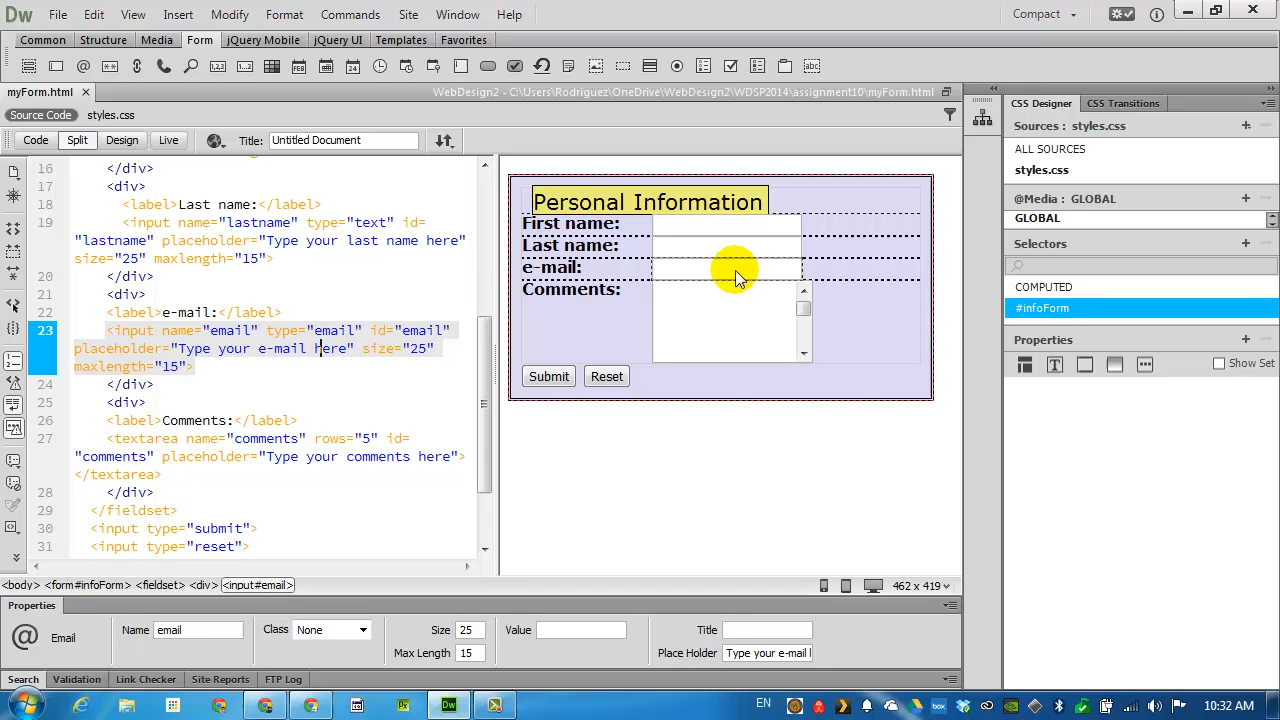 Dw File Edit View Insert Modify Format Commands Site Window Help Compact
Common Structure Media Form jQuery Mobile jQuery UI Templates Favorites
myForm.html WebDesign2 - C:\Users\Rodriguez\OneDrive\WebDesign2\WDSP2014\assignment10\myForm.html
Source Code styles.css
Code Split Design Live Title: Untitled Document
16 </div>
17 <div>
18 <label>Last name:</label>
19 <input name="lastname" type="text" id=
"lastname" placeholder="Type your last name here"
size="25" maxlength="15">
20 </div>
21 <div>
22 <label>e-mail:</label>
23 <input name="email" type="email" id="email"
placeholder="Type your e-mail here" size="25"
maxlength="15">
24 </div>
25 <div>
26 <label>Comments:</label>
27 <textarea name="comments" rows="5" id=
"comments" placeholder="Type your comments here">
</textarea>
28 </div>
29 </fieldset>
30 <input type="submit">
31 <input type="reset">
Personal Information
First name:
Last name:
e-mail:
Comments:
Submit Reset
CSS Designer CSS Transitions
Sources : styles.css
ALL SOURCES
styles.css
@Media : GLOBAL
GLOBAL
Selectors
COMPUTED
#infoForm
Properties
Show Set
<body> <form#infoForm> <fieldset> <div> <input#email> 462 x 419
Properties
Email Name email Class None Size 25 Value Title
Max Length 15 Place Holder Type your e-mail
Search Validation Link Checker Site Reports FTP Log
Dw EN 10:32 AM